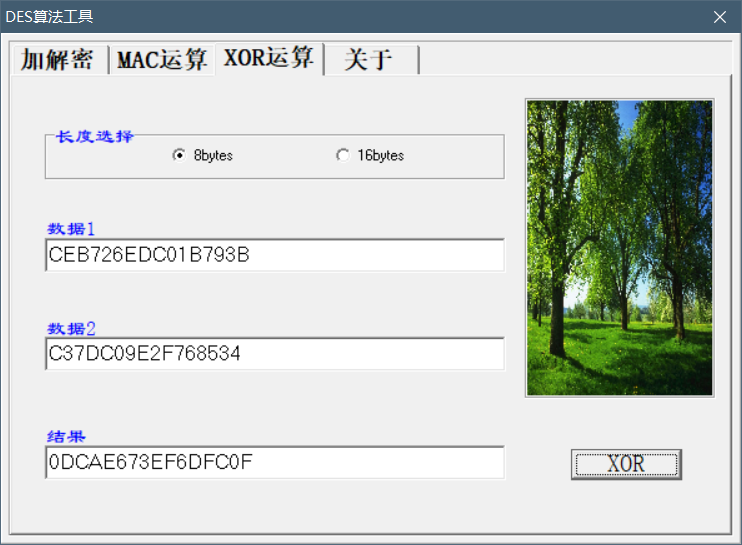 DES算法工具
加解密 MAC运算 XOR运算 关于
长度选择
8bytes 16bytes
数据1
CEB726EDC01B793B
数据2
C37DC09E2F768534
结果
0DCAE673EF6DFC0F
XOR